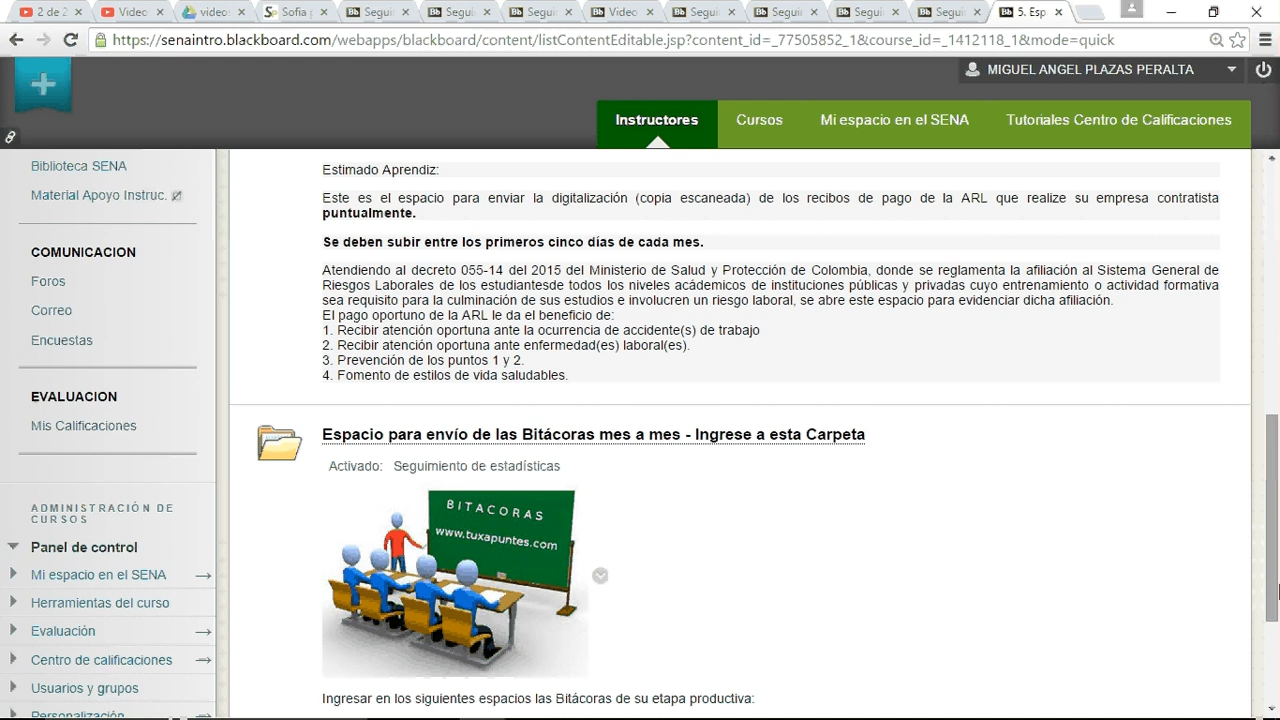 2 de 2
Video
videos
Sofia p
Seguin
Seguin
Seguin
Video
Seguin
Seguin
Seguin
Seguin
5. Esp
https://senaintro.blackboard.com/webapps/blackboard/content/listContentEditable.jsp?content_id=_77505852_1&course_id=_1412118_1&mode=quick
MIGUEL ANGEL PLAZAS PERALTA
Instructores Cursos Mi espacio en el SENA Tutoriales Centro de Calificaciones
Biblioteca SENA
Material Apoyo Instruc.
COMUNICACION
Foros
Correo
Encuestas
EVALUACION
Mis Calificaciones
ADMINISTRACIÓN DE
CURSOS
Panel de control
Mi espacio en el SENA
Herramientas del curso
Evaluación
Centro de calificaciones
Usuarios y grupos
Personalización
Estimado Aprendiz:
Este es el espacio para enviar la digitalización (copia escaneada) de los recibos de pago de la ARL que realize su empresa contratista
puntualmente.
Se deben subir entre los primeros cinco días de cada mes.
Atendiendo al decreto 055-14 del 2015 del Ministerio de Salud y Protección de Colombia, donde se reglamenta la afiliación al Sistema General de
Riesgos Laborales de los estudiantesde todos los niveles acádemicos de instituciones públicas y privadas cuyo entrenamiento o actividad formativa
sea requisito para la culminación de sus estudios e involucren un riesgo laboral, se abre este espacio para evidenciar dicha afiliación.
El pago oportuno de la ARL le da el beneficio de:
1. Recibir atención oportuna ante la ocurrencia de accidente(s) de trabajo
2. Recibir atención oportuna ante enfermedad(es) laboral(es).
3. Prevención de los puntos 1 y 2.
4. Fomento de estilos de vida saludables.
Espacio para envío de las Bitácoras mes a mes - Ingrese a esta Carpeta
Activado: Seguimiento de estadísticas
BITACORAS
www.tuxapuntes.com
Ingresar en los siguientes espacios las Bitácoras de su etapa productiva: